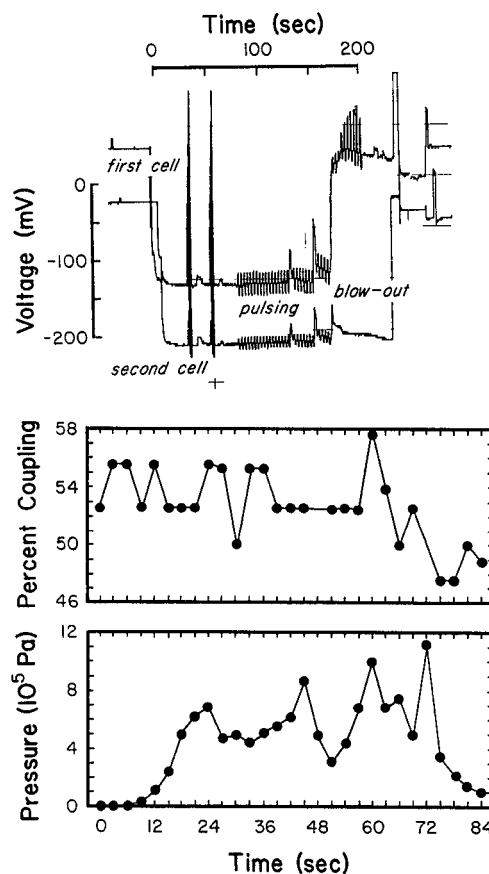 Time (sec)
0 100 200
first cell
0
-100
-200
Voltage (mV)
pulsing
blow-out
second cell
58
54
50
46
Percent Coupling
12
8
4
0
Pressure (10⁵ Pa)
0 12 24 36 48 60 72 84
Time (sec)